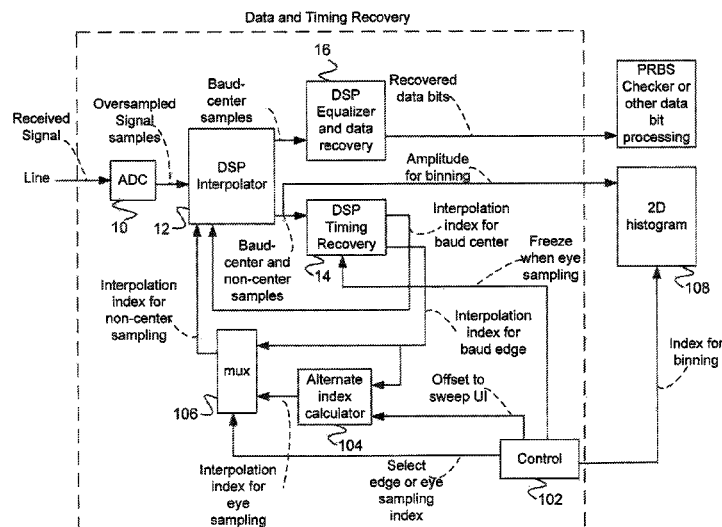 Data and Timing Recovery
16
Baud-
center
samples
DSP
Equalizer
and data
recovery
Recovered
data bits
PRBS
Checker or
other data
bit
processing
Received
Signal
Oversampled
Signal
samples
Line
ADC
10
DSP
Interpolator
12
Amplitude
for binning
2D
histogram
108
DSP
Timing
Recovery
14
Interpolation
index for
baud center
Baud-
center and
non-center
samples
Freeze
when eye
sampling
Interpolation
index for
non-center
sampling
Interpolation
index for
baud edge
Index for
binning
mux
106
Alternate
index
calculator
104
Offset to
sweep UI
Interpolation
index for
eye
sampling
Select
edge or eye
sampling
index
Control
102